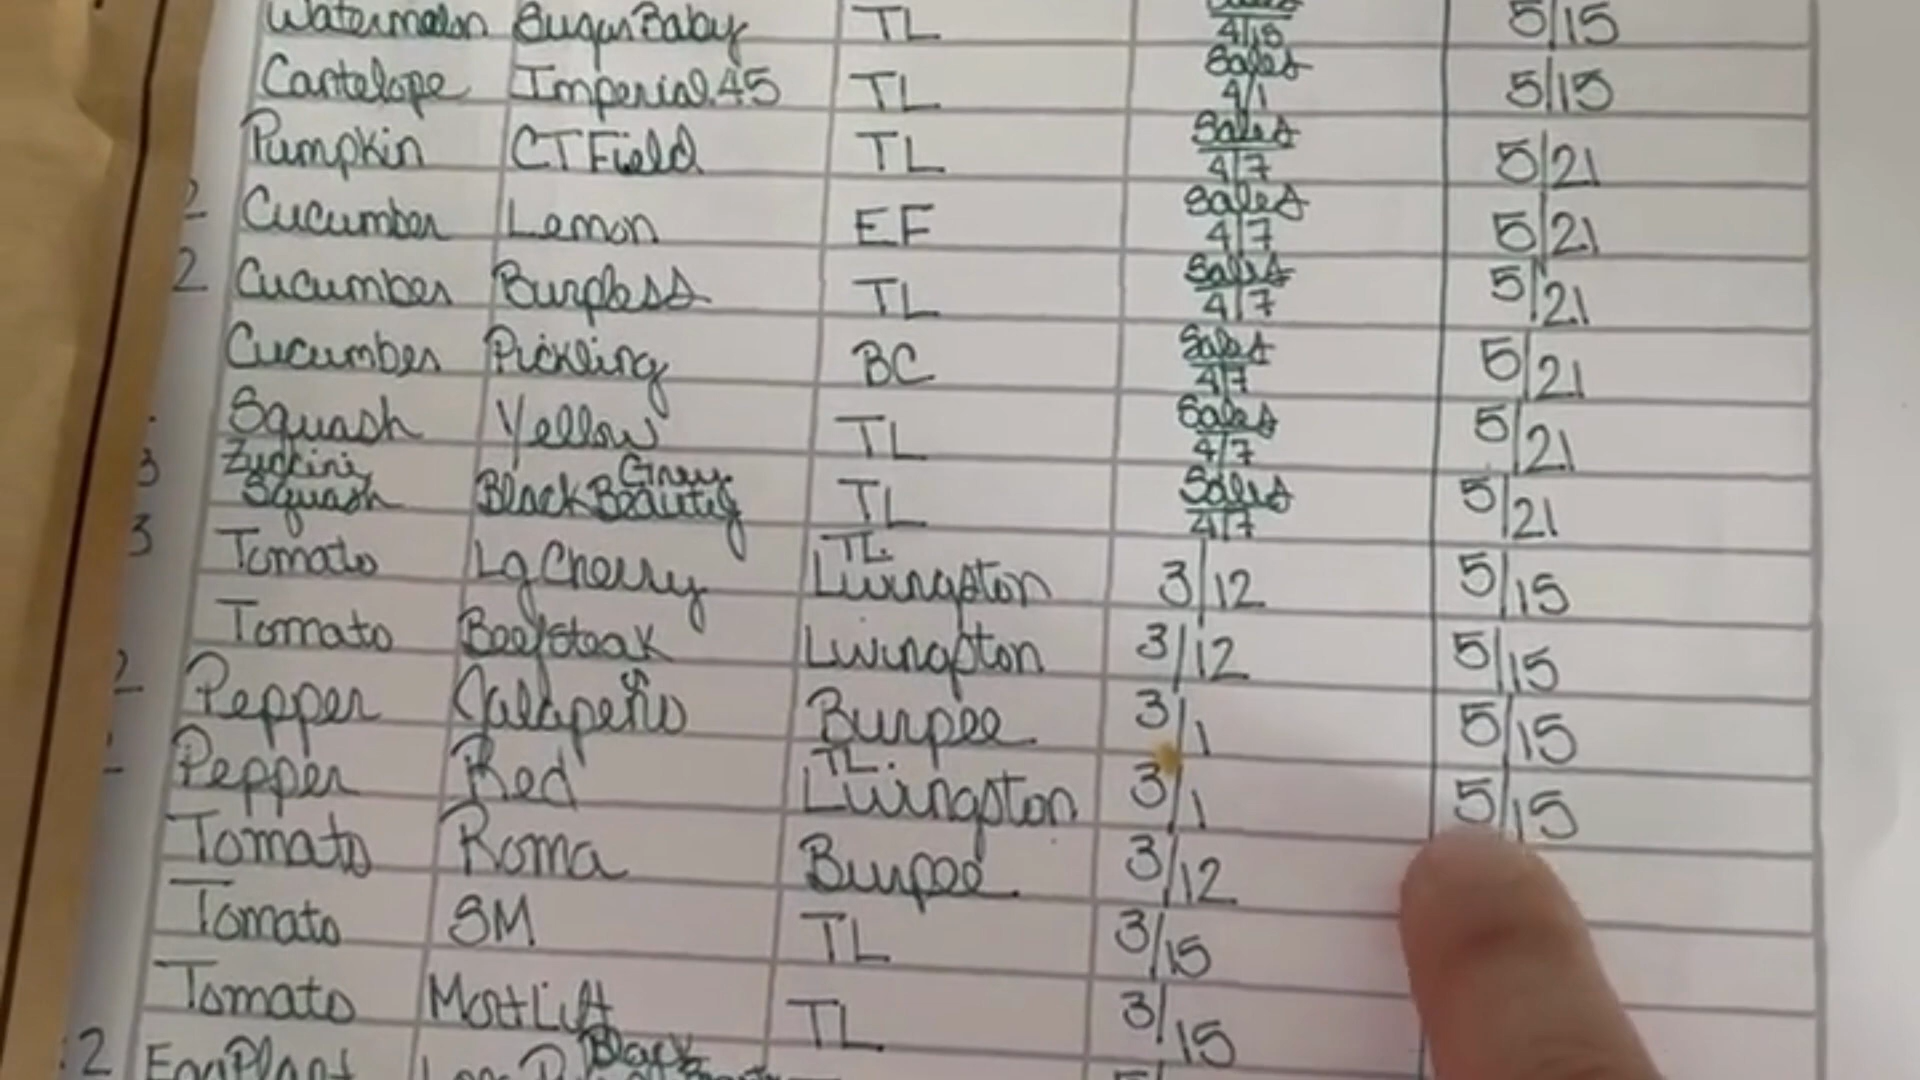 Watermelon Sugar Baby TL Sales 4/15 5/15
Cantelope Imperial 45 TL Sales 4/1 5/15
Pumpkin CT Field TL Sales 4/7 5/21
2 Cucumber Lemon EF Sales 4/7 5/21
2 Cucumber Burpless TL Sales 4/7 5/21
Cucumber Pickling BC Sales 4/7 5/21
Squash Yellow TL Sales 4/7 5/21
3 Zuckini Squash Black Beauty Grey TL Sales 4/7 5/21
3 Tomato Lg Cherry TL. Livingston 3/12 5/15
Tomato Beefsteak Livingston 3/12 5/15
2 Pepper Jalapeño Burpee 3/1 5/15
Pepper Red TL. Livingston 3/1 5/15
Tomato Roma Burpee 3/12
Tomato SM TL 3/15
Tomato MortLift TL 3/15
2 EggPlant Long Black